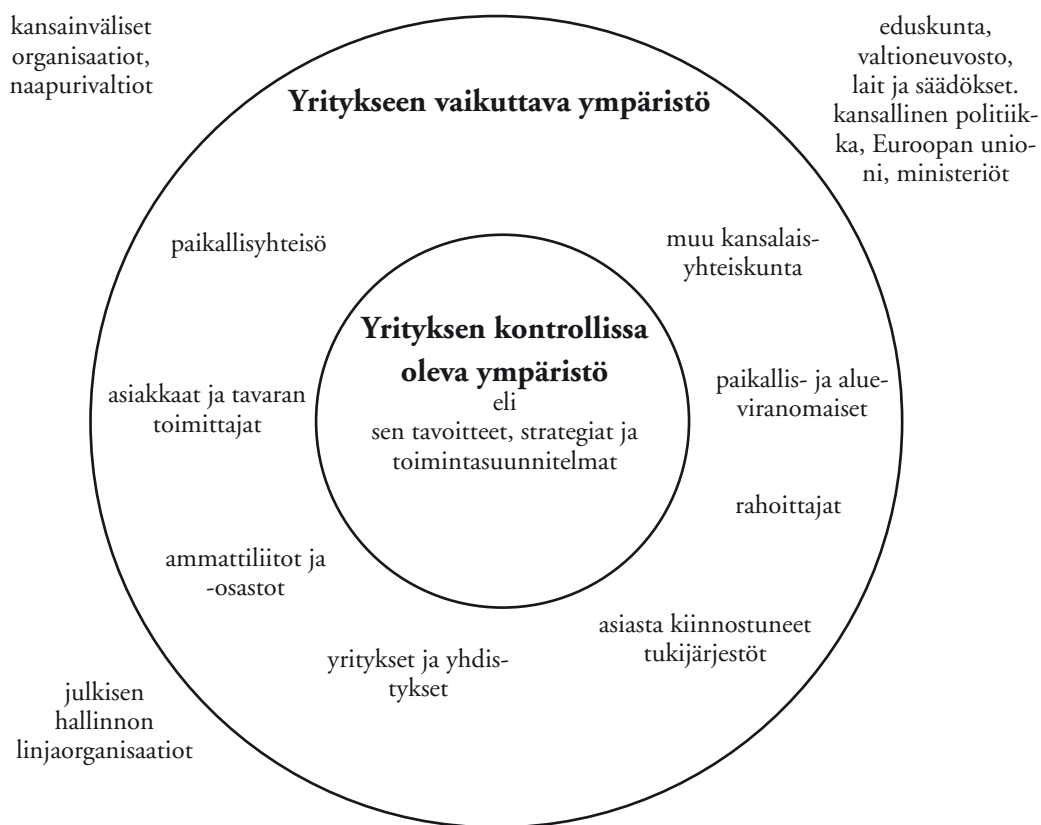 kansainväliset
organisaatiot,
naapurivaltiot
eduskunta,
valtioneuvosto,
lait ja säädökset.
kansallinen politiik-
ka, Euroopan unio-
ni, ministeriöt
Yritykseen vaikuttava ympäristö
paikallisyhteisö
muu kansalais-
yhteiskunta
Yrityksen kontrollissa
oleva ympäristö
eli
sen tavoitteet, strategiat ja
toimintasuunnitelmat
asiakkaat ja tavaran
toimittajat
paikallis- ja alue-
viranomaiset
rahoittajat
ammattiliitot ja
-osastot
asiasta kiinnostuneet
tukijärjestöt
yritykset ja yhdis-
tykset
julkisen
hallinnon
linjaorganisaatiot